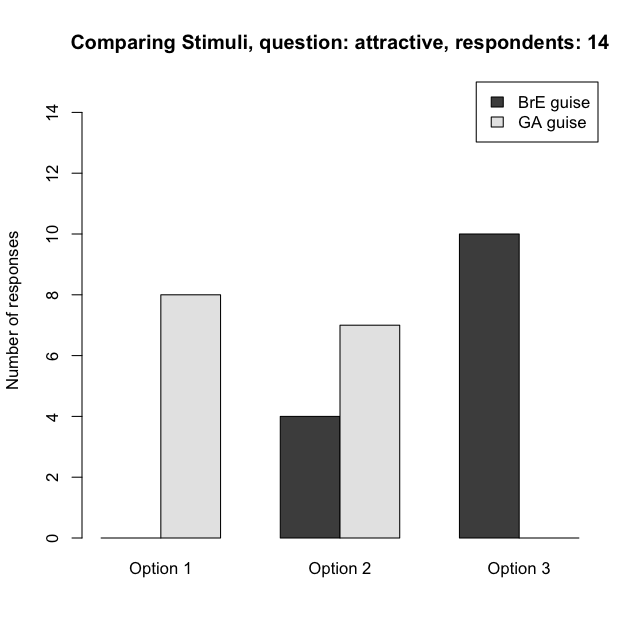 Comparing Stimuli, question: attractive, respondents: 14
BrE guise
GA guise
Number of responses
14
12
10
8
6
4
2
0
Option 1
Option 2
Option 3